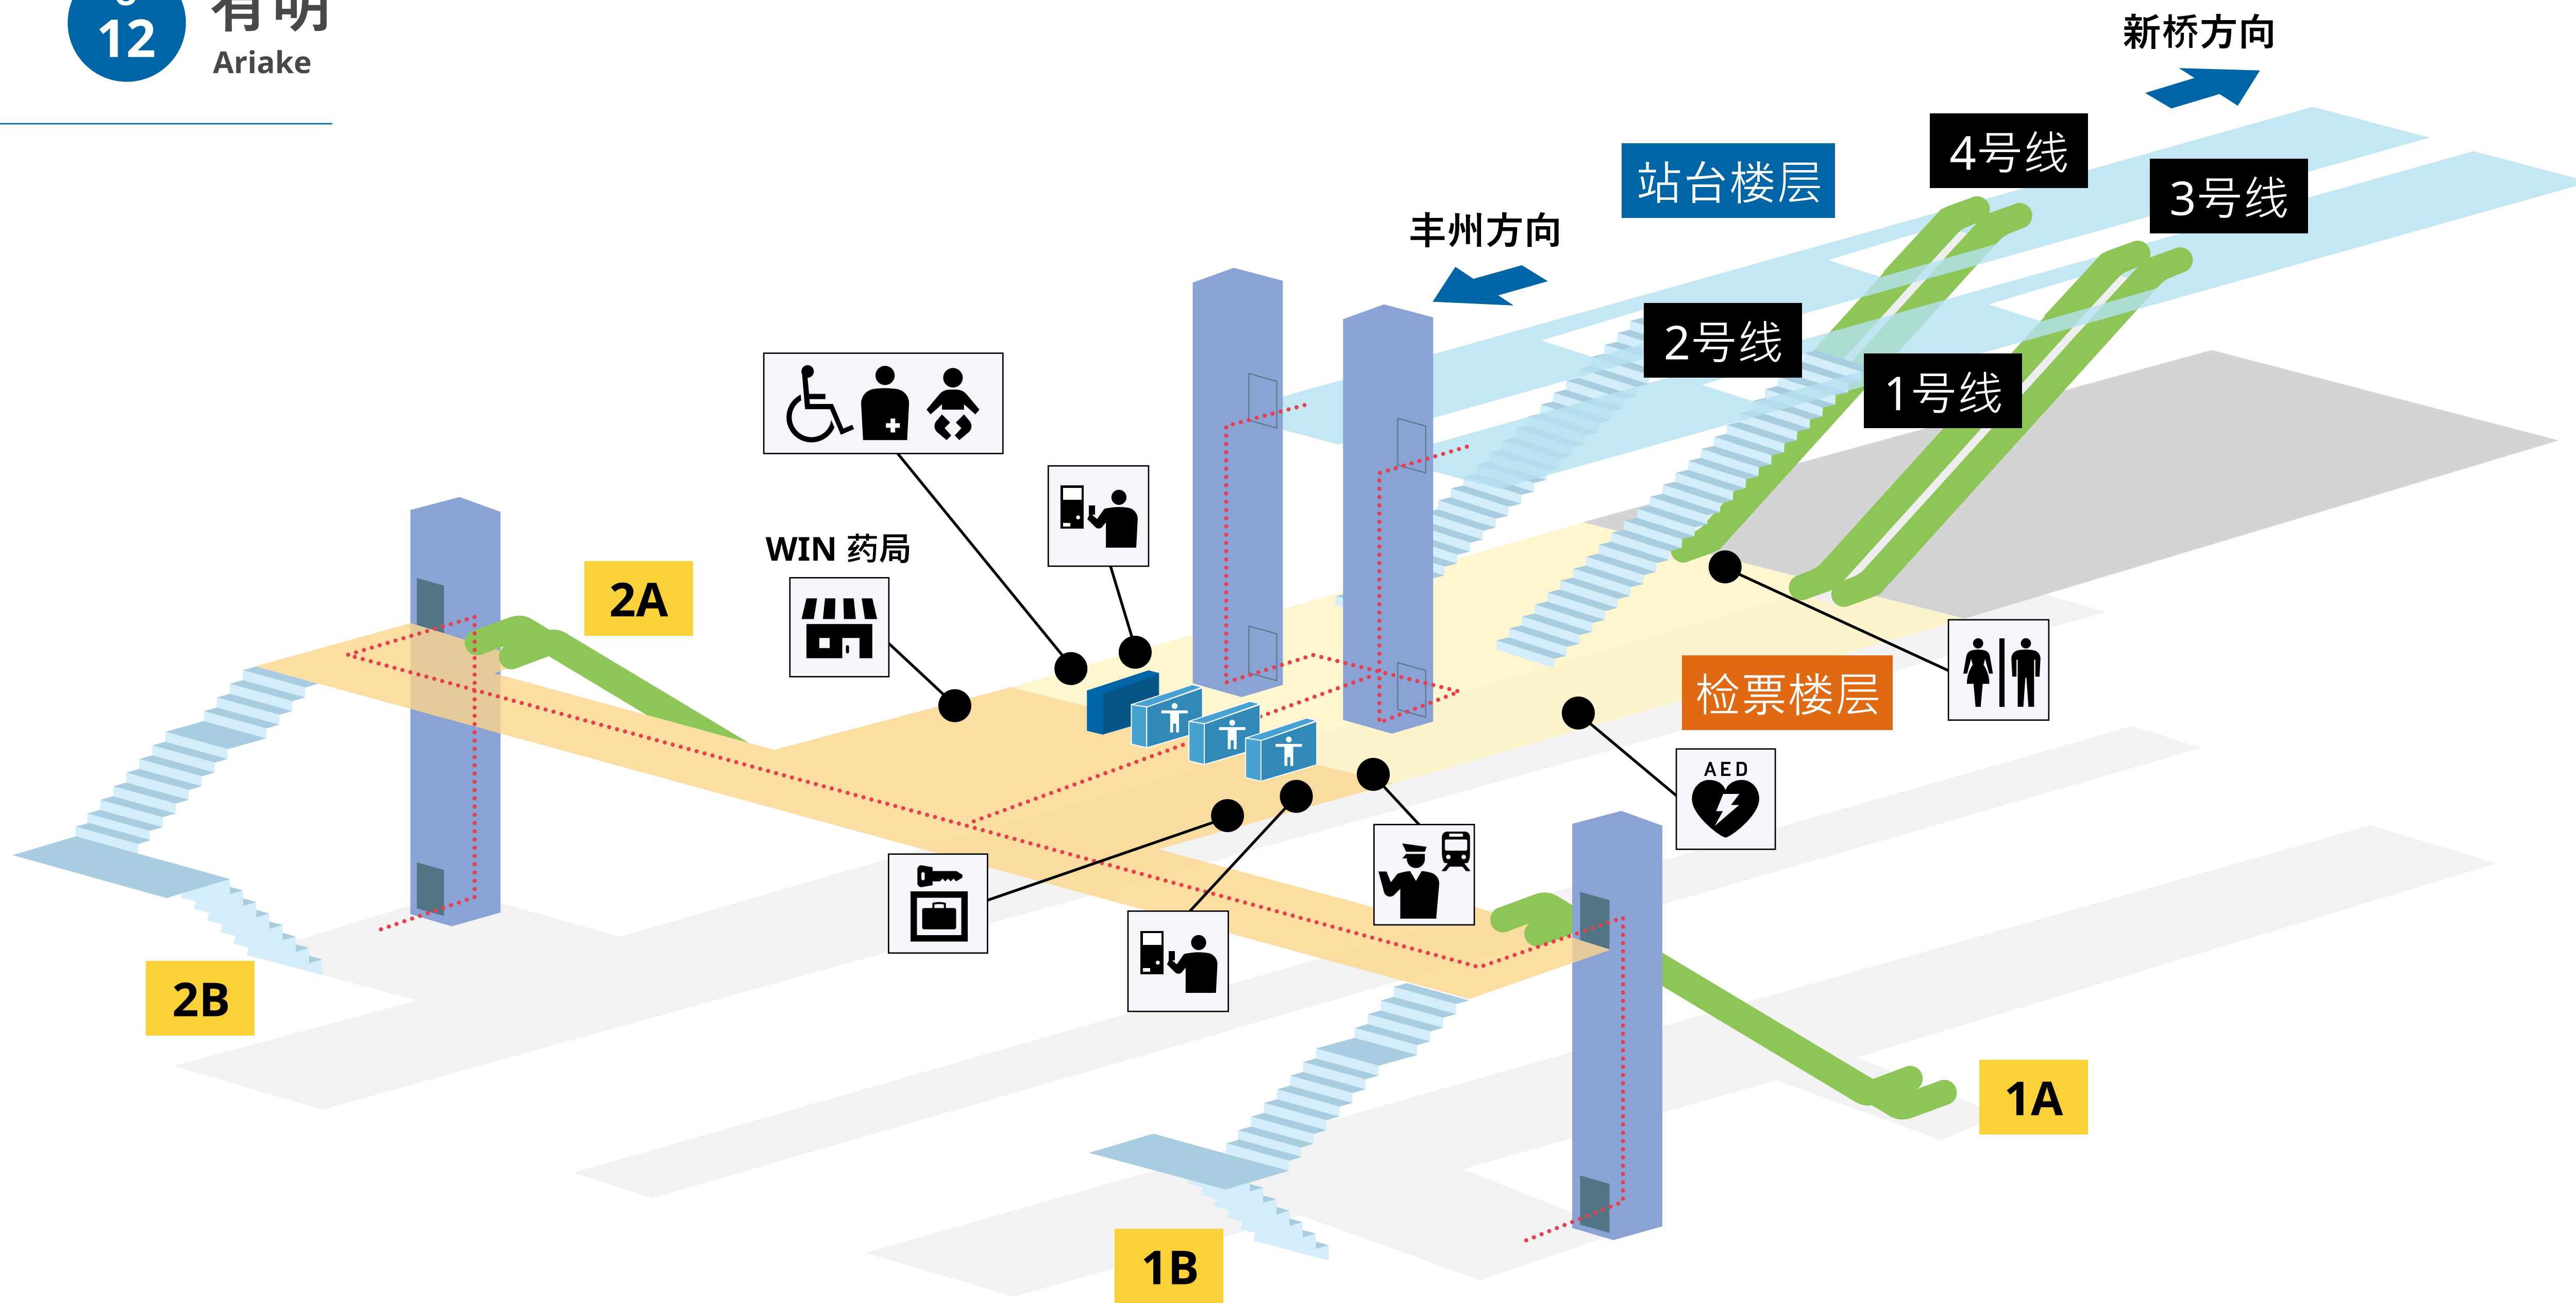 12
有明
Ariake
新桥方向
4号线
站台楼层
3号线
丰州方向
2号线
1号线
WIN 药局
2A
检票楼层
AED
2B
1A
1B